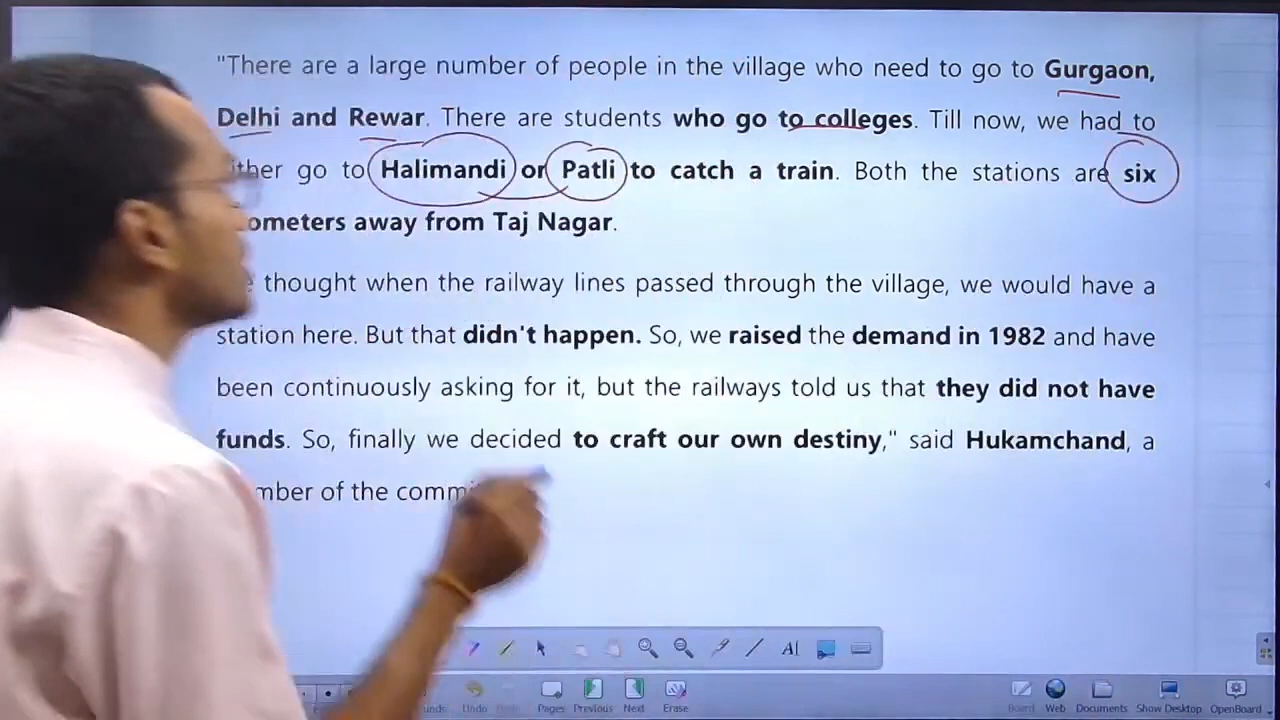 "There are a large number of people in the village who need to go to Gurgaon,
Delhi and Rewar. There are students who go to colleges. Till now, we had to
go to Halimandi or Patli to catch a train. Both the stations are six
away from Taj Nagar.
thought when the railway lines passed through the village, we would have a
station here. But that didn't happen. So, we raised the demand in 1982 and have
been continuously asking for it, but the railways told us that they did not have
funds. So, finally we decided to craft our own destiny," said Hukamchand, a
of the
AI
Undo
Pages
Previous
Next
Erase
Board
Web
Documents
Show Desktop
OpenBoard